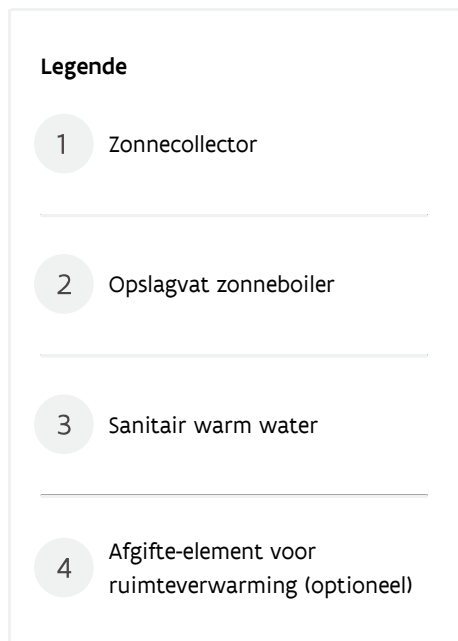 Legende
1 Zonnecollector
2 Opslagvat zonneboiler
3 Sanitair warm water
4 Afgifte-element voor
ruimteverwarming (optioneel)